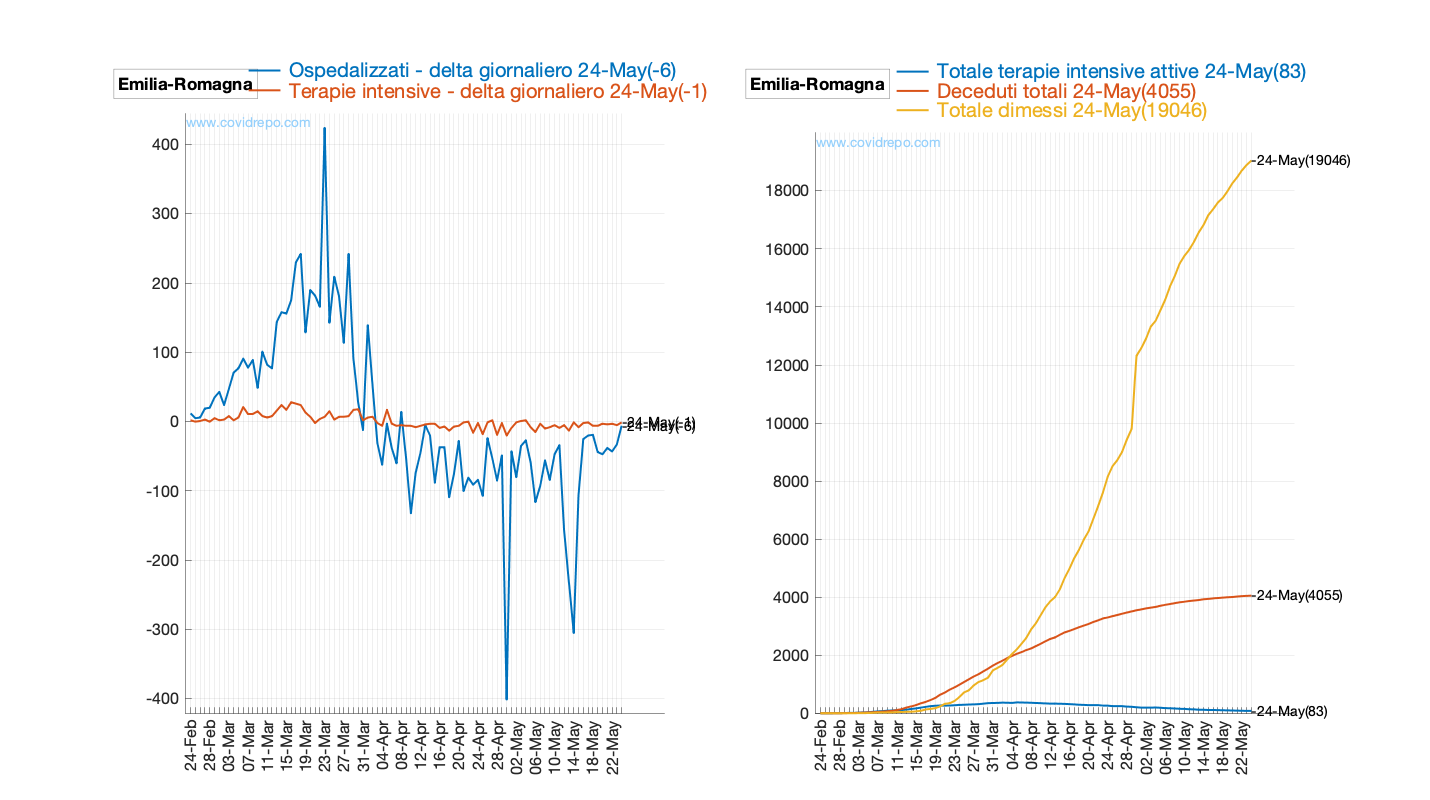 Emilia-Romagna
Ospedalizzati - delta giornaliero 24-May(-6)
Terapie intensive - delta giornaliero 24-May(-1)
www.covidrepo.com
400
300
200
100
0
-100
-200
-300
-400
24-May(-1)
24-May(-6)
24-Feb
28-Feb
03-Mar
07-Mar
11-Mar
15-Mar
19-Mar
23-Mar
27-Mar
31-Mar
04-Apr
08-Apr
12-Apr
16-Apr
20-Apr
24-Apr
28-Apr
02-May
06-May
10-May
14-May
18-May
22-May
Emilia-Romagna
Totale terapie intensive attive 24-May(83)
Deceduti totali 24-May(4055)
Totale dimessi 24-May(19046)
www.covidrepo.com
18000
16000
14000
12000
10000
8000
6000
4000
2000
0
24-May(19046)
24-May(4055)
24-May(83)
24-Feb
28-Feb
03-Mar
07-Mar
11-Mar
15-Mar
19-Mar
23-Mar
27-Mar
31-Mar
04-Apr
08-Apr
12-Apr
16-Apr
20-Apr
24-Apr
28-Apr
02-May
06-May
10-May
14-May
18-May
22-May